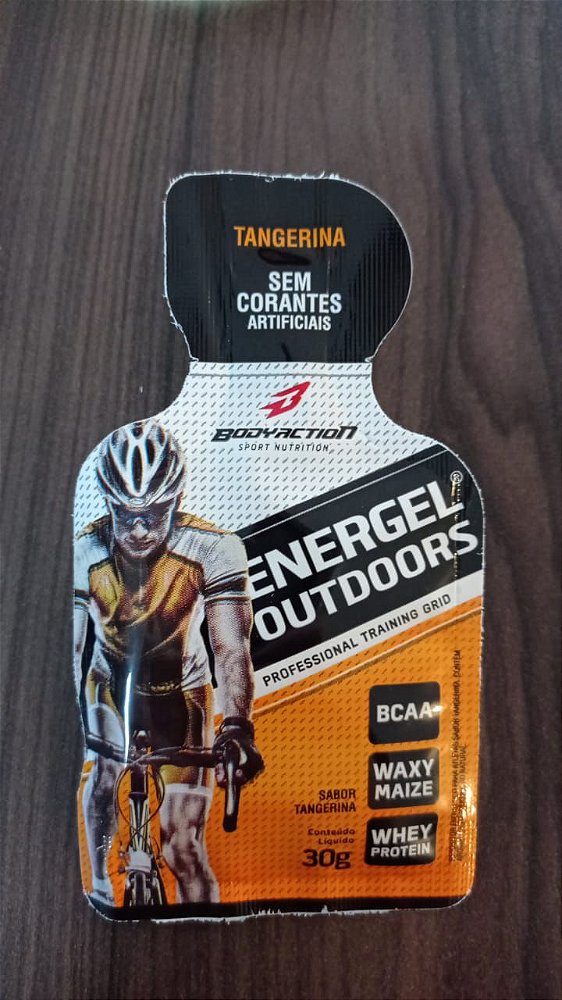 TANGERINA
SEM
CORANTES
ARTIFICIAIS
BODYACTION
SPORT NUTRITION
ENERGEL®
OUTDOORS
PROFESSIONAL TRAINING GRID
BCAA
WAXY
MAIZE
WHEY
PROTEIN
SABOR
TANGERINA
Conteúdo
Líquido
30g